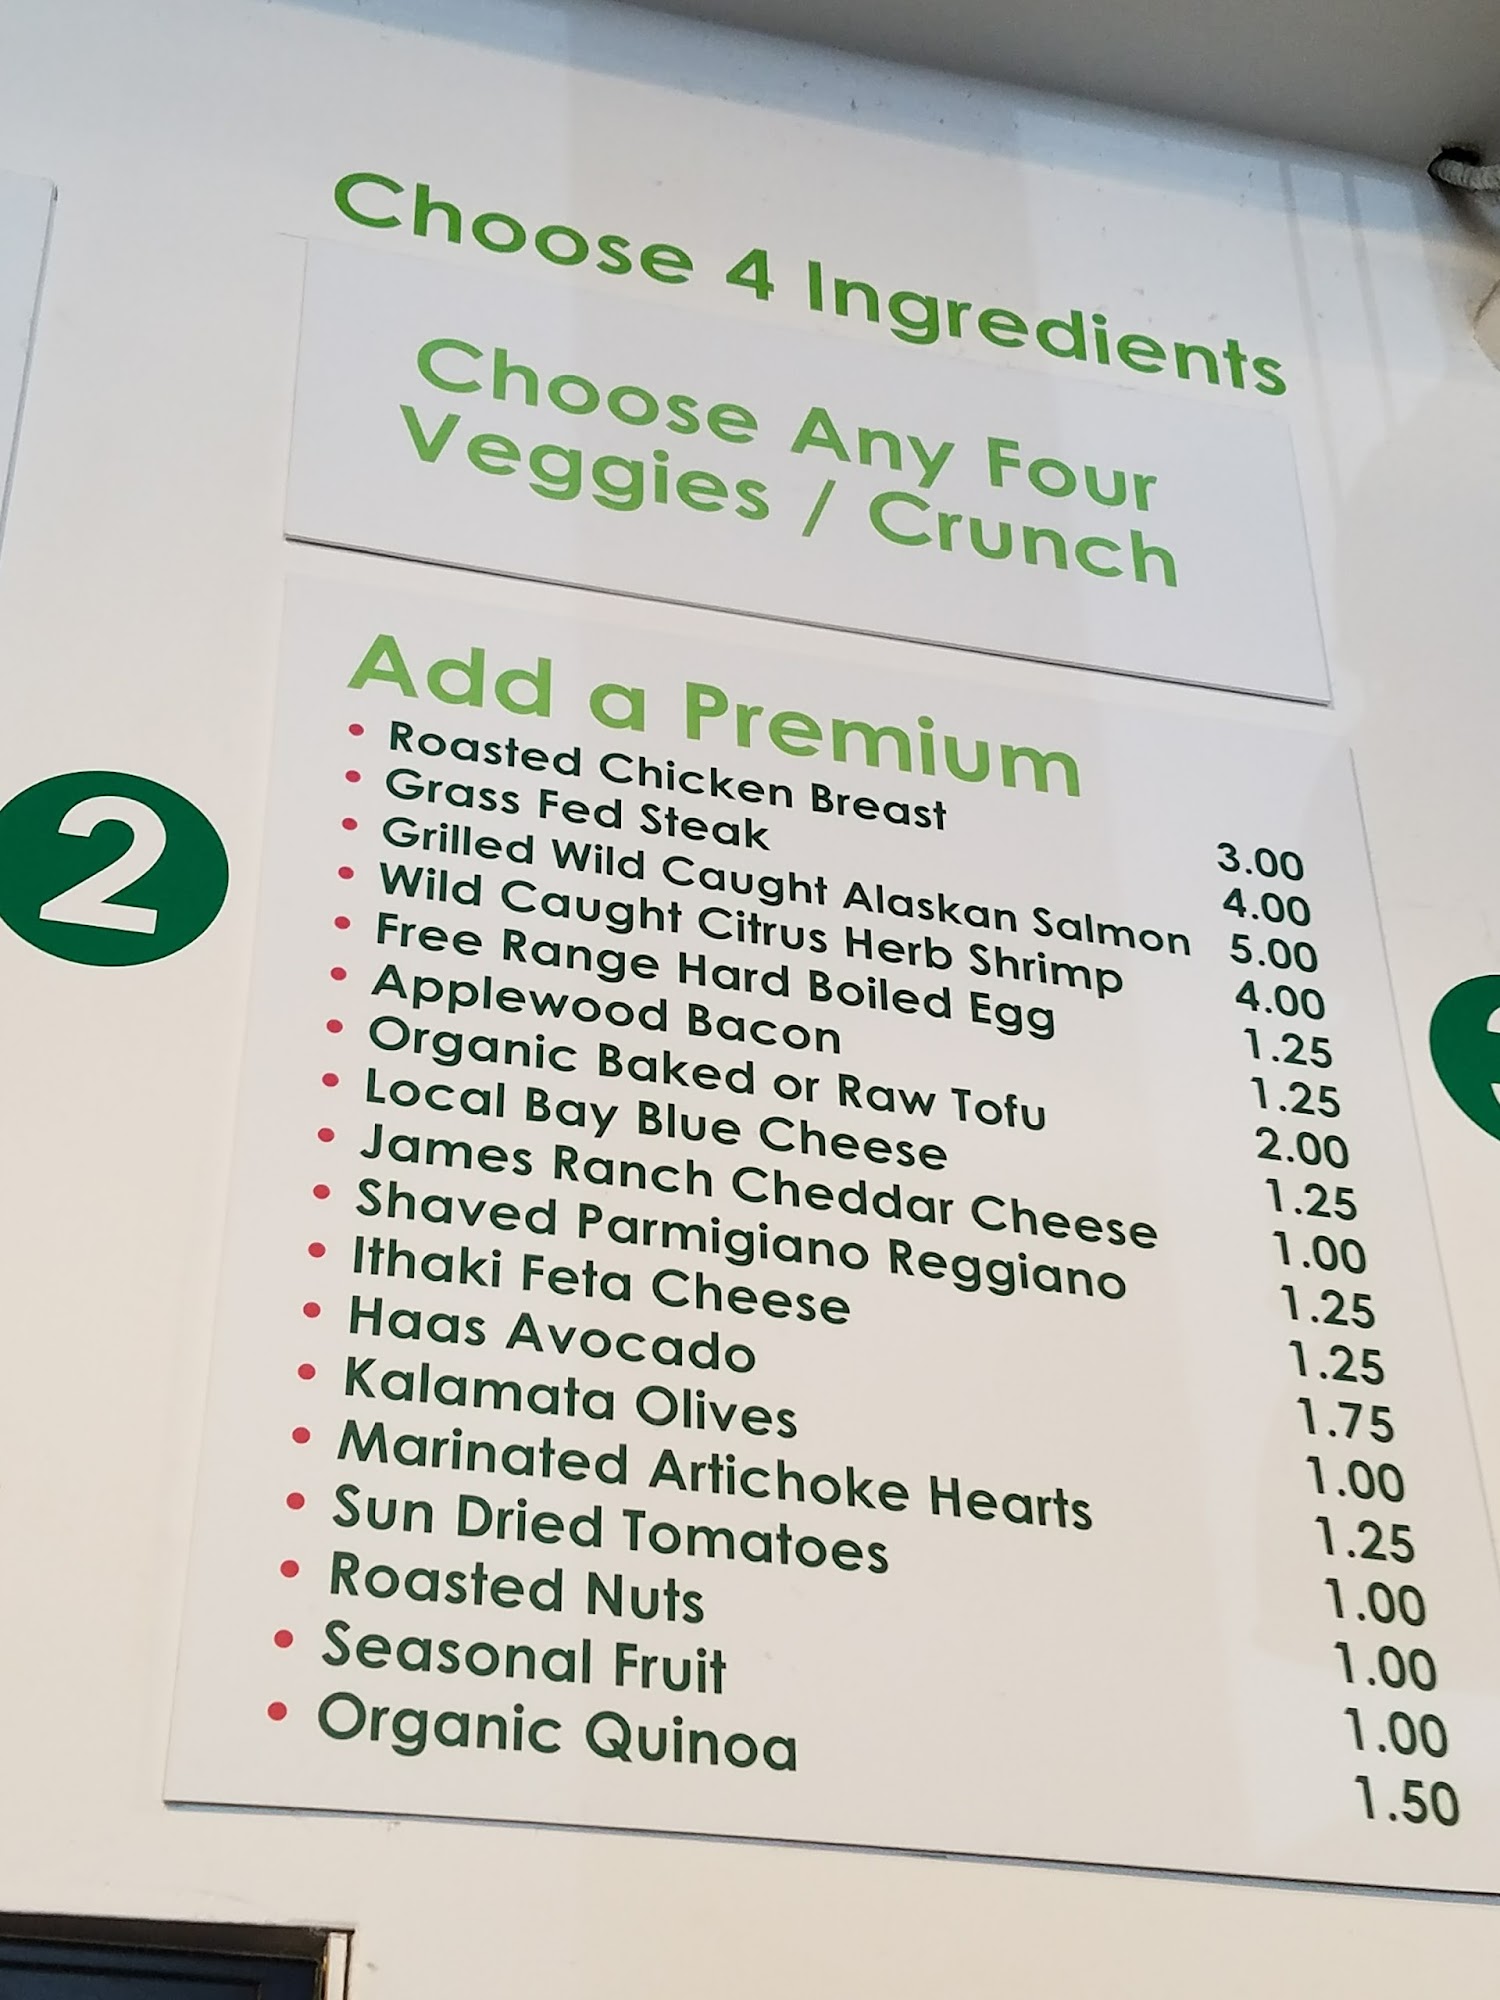 Choose 4 Ingredients
Choose Any Four
Veggies / Crunch
Add a Premium
• Roasted Chicken Breast 3.00
• Grass Fed Steak 4.00
• Grilled Wild Caught Alaskan Salmon 5.00
• Wild Caught Citrus Herb Shrimp 4.00
• Free Range Hard Boiled Egg 1.25
• Applewood Bacon 1.25
• Organic Baked or Raw Tofu 2.00
• Local Bay Blue Cheese 1.25
• James Ranch Cheddar Cheese 1.00
• Shaved Parmigiano Reggiano 1.25
• Ithaki Feta Cheese 1.25
• Haas Avocado 1.75
• Kalamata Olives 1.00
• Marinated Artichoke Hearts 1.25
• Sun Dried Tomatoes 1.00
• Roasted Nuts 1.00
• Seasonal Fruit 1.00
• Organic Quinoa 1.50
2